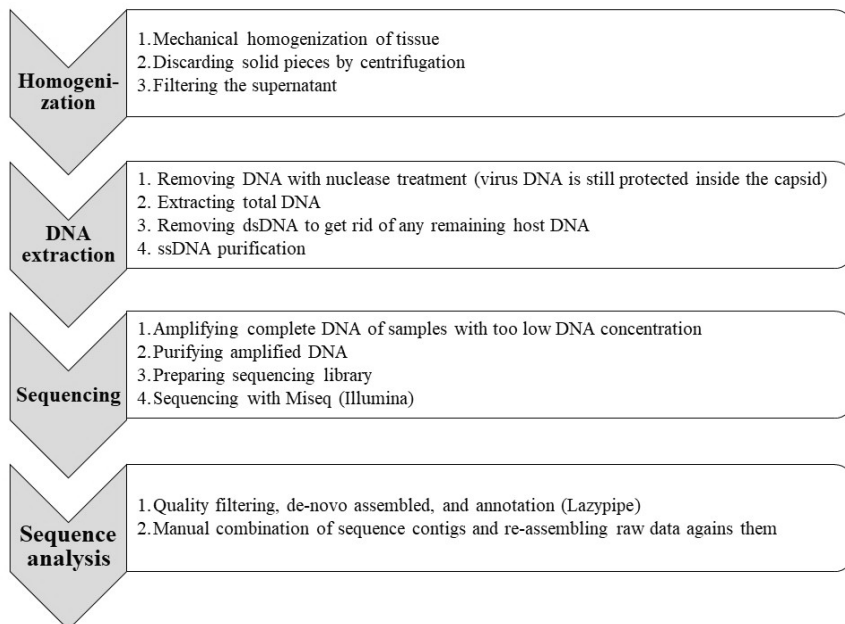 Homogeni-
zation
1.Mechanical homogenization of tissue
2.Discarding solid pieces by centrifugation
3.Filtering the supernatant
DNA
extraction
1. Removing DNA with nuclease treatment (virus DNA is still protected inside the capsid)
2. Extracting total DNA
3. Removing dsDNA to get rid of any remaining host DNA
4. ssDNA purification
Sequencing
1.Amplifying complete DNA of samples with too low DNA concentration
2.Purifying amplified DNA
3.Preparing sequencing library
4.Sequencing with Miseq (Illumina)
Sequence
analysis
1.Quality filtering, de-novo assembled, and annotation (Lazypipe)
2.Manual combination of sequence contigs and re-assembling raw data agains them